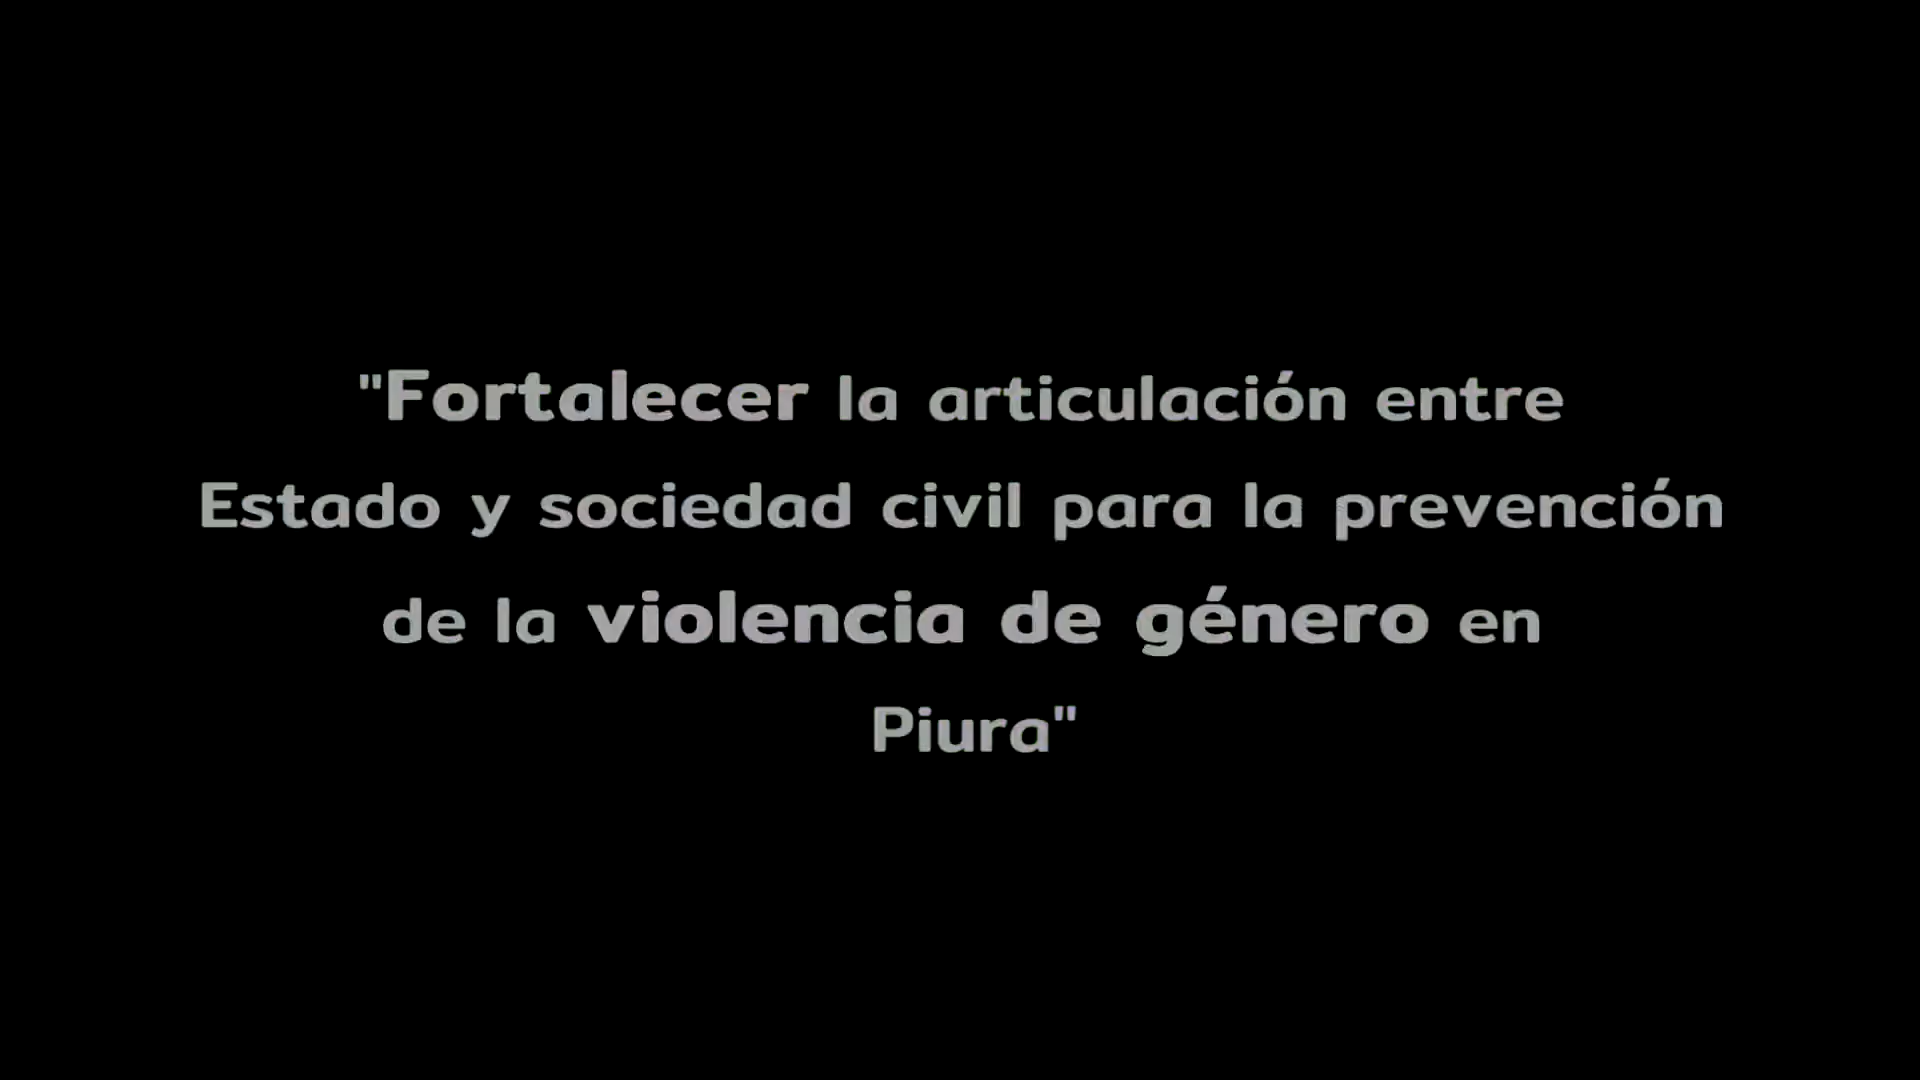 "Fortalecer la articulación entre
Estado y sociedad civil para la prevención
de la violencia de género en
Piura"